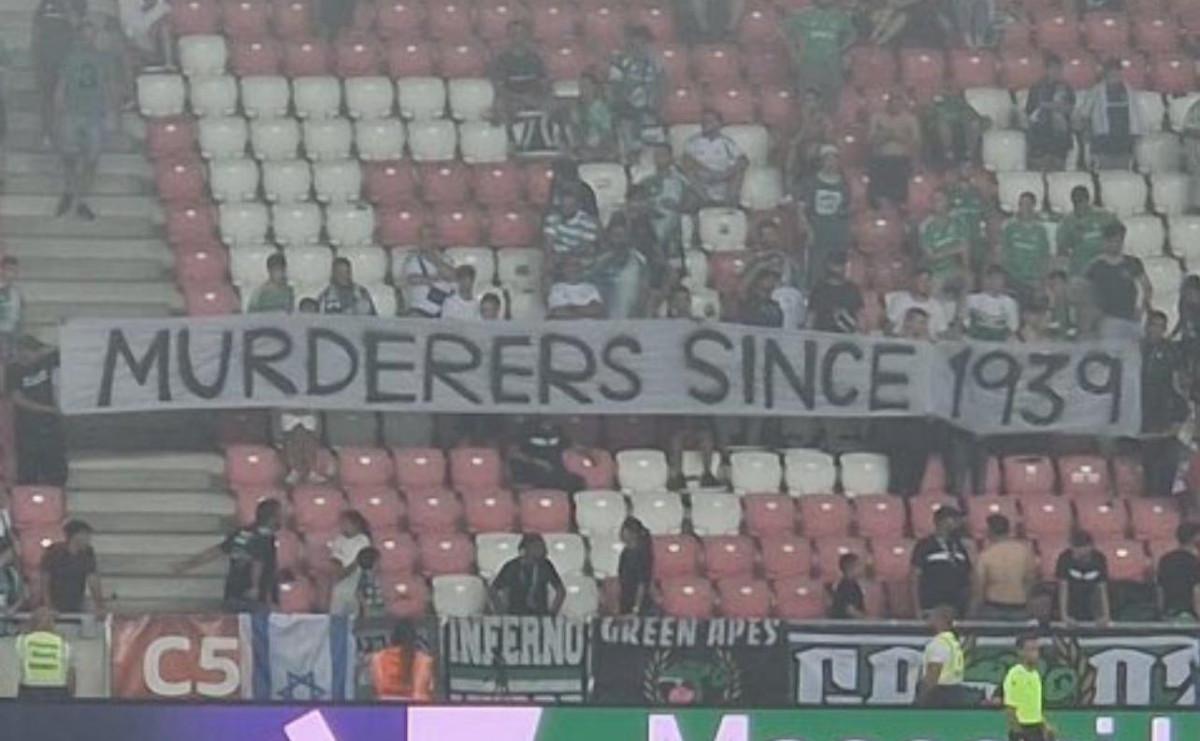 MURDERERS SINCE 1939
C5
INFERNO
GREEN APES